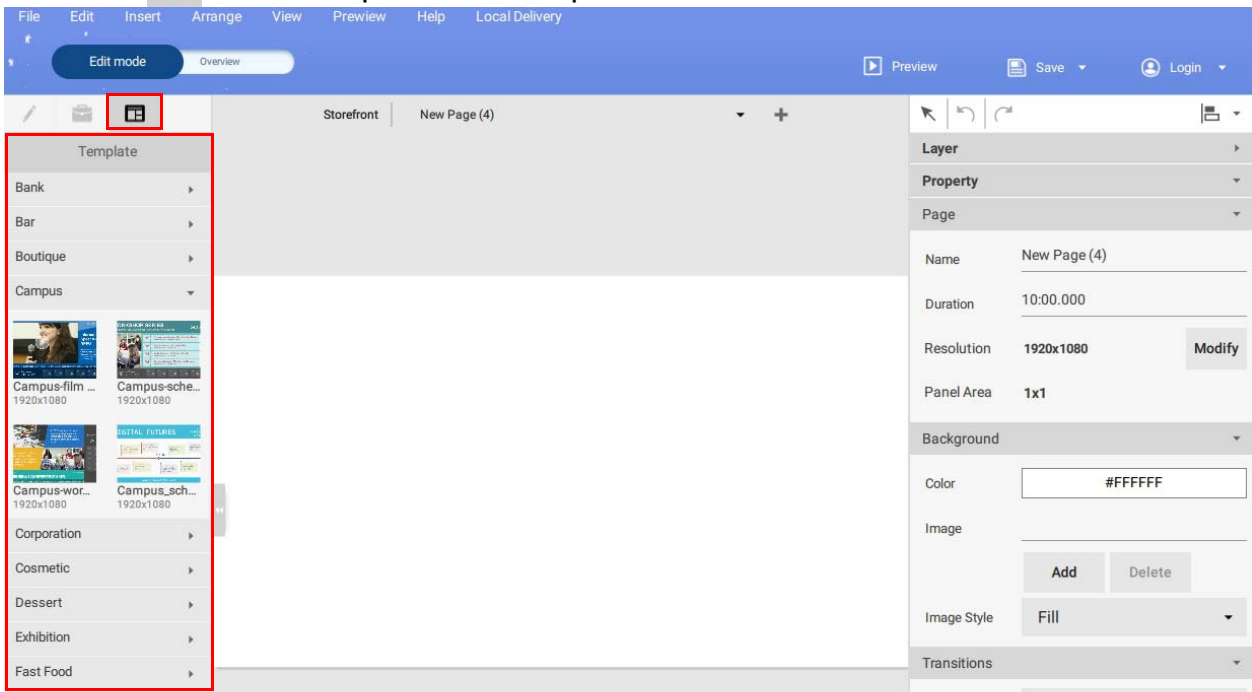 File Edit Insert Arrange View Prewiew Help Local Delivery
Edit mode Overview Preview Save Login
Storefront New Page (4)
Template
Bank
Bar
Boutique
Campus
Campus-film ... Campus-sche...
1920x1080 1920x1080
DIGITAL FUTURES
Campus-wor... Campus_sch...
1920x1080 1920x1080
Corporation
Cosmetic
Dessert
Exhibition
Fast Food
Layer
Property
Page
Name New Page (4)
Duration 10:00.000
Resolution 1920x1080 Modify
Panel Area 1x1
Background
Color #FFFFFF
Image
Add Delete
Image Style Fill
Transitions